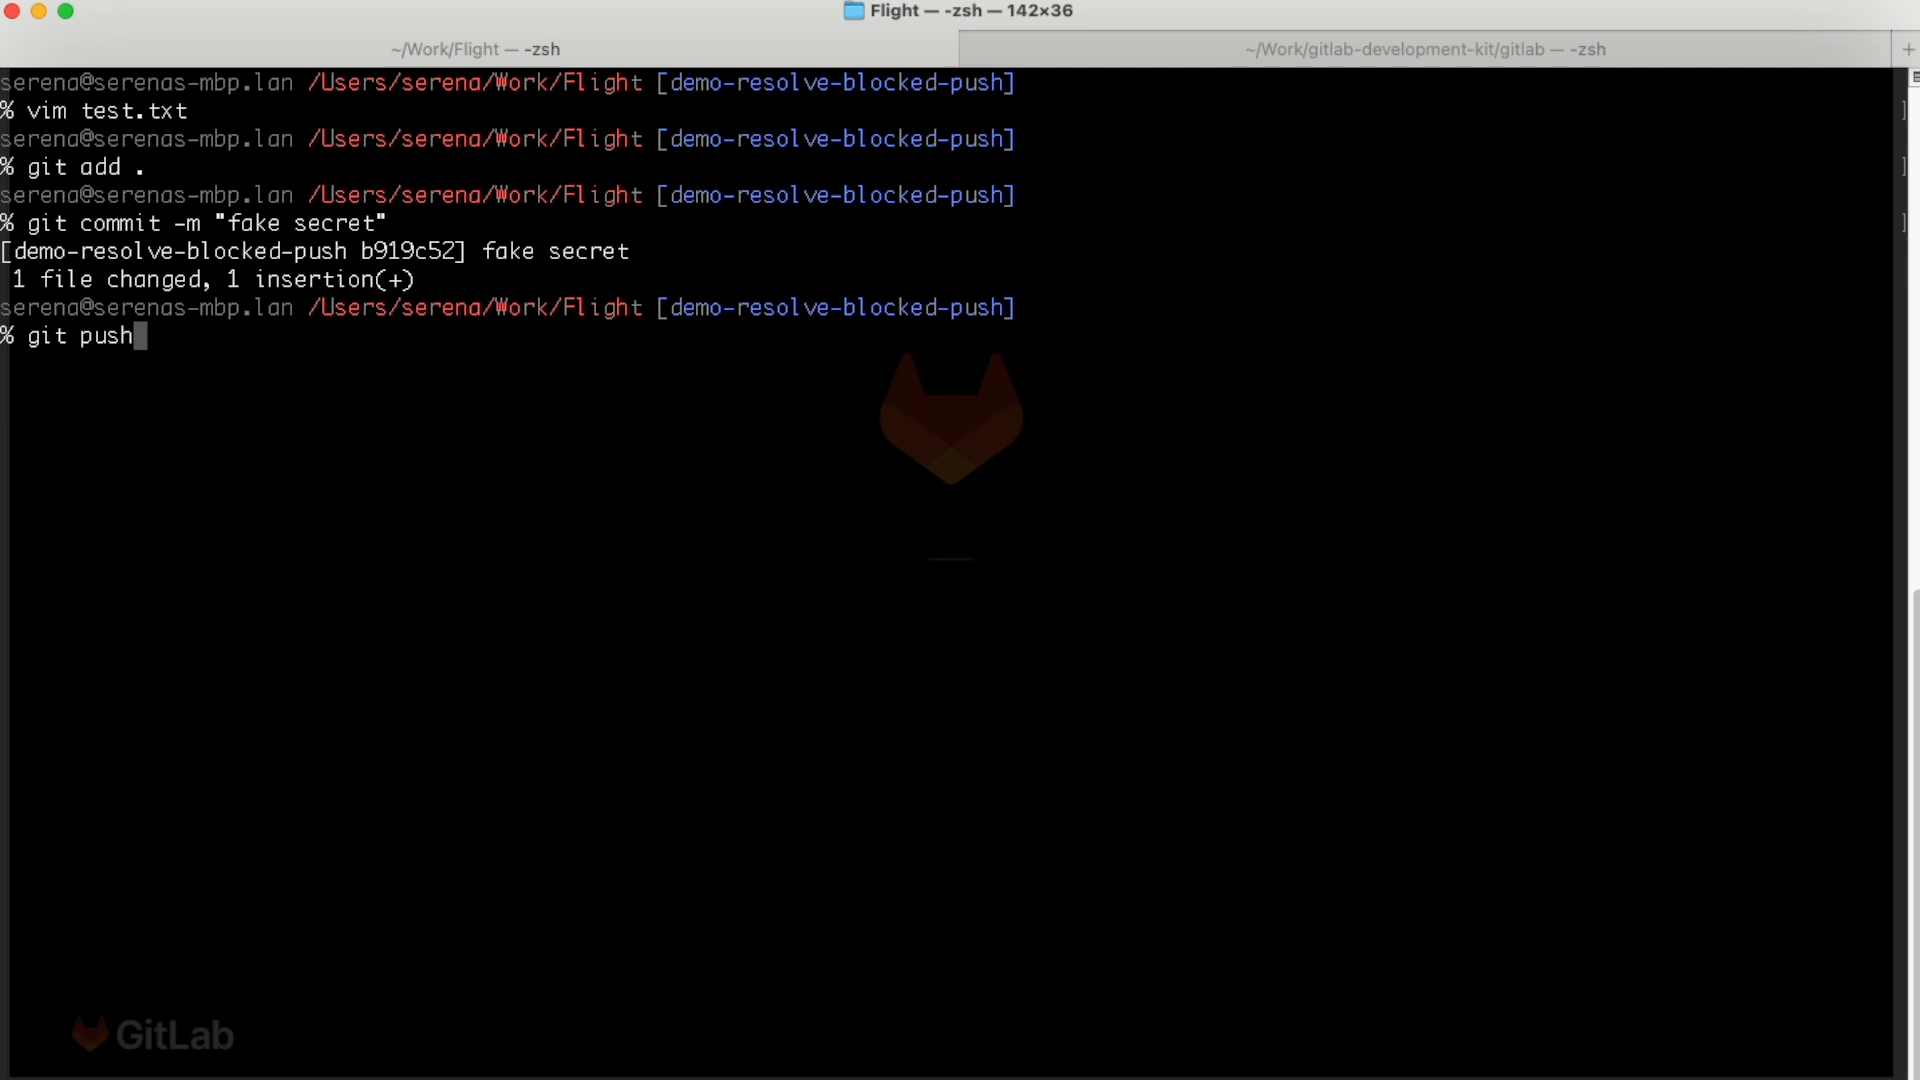 Flight — -zsh — 142×36
~/Work/Flight — -zsh
~/Work/gitlab-development-kit/gitlab — -zsh
+
serena@serenas-mbp.lan /Users/serena/Work/Flight [demo-resolve-blocked-push]
% vim test.txt
serena@serenas-mbp.lan /Users/serena/Work/Flight [demo-resolve-blocked-push]
% git add .
serena@serenas-mbp.lan /Users/serena/Work/Flight [demo-resolve-blocked-push]
% git commit -m "fake secret"
[demo-resolve-blocked-push b919c52] fake secret
1 file changed, 1 insertion(+)
serena@serenas-mbp.lan /Users/serena/Work/Flight [demo-resolve-blocked-push]
% git push
GitLab